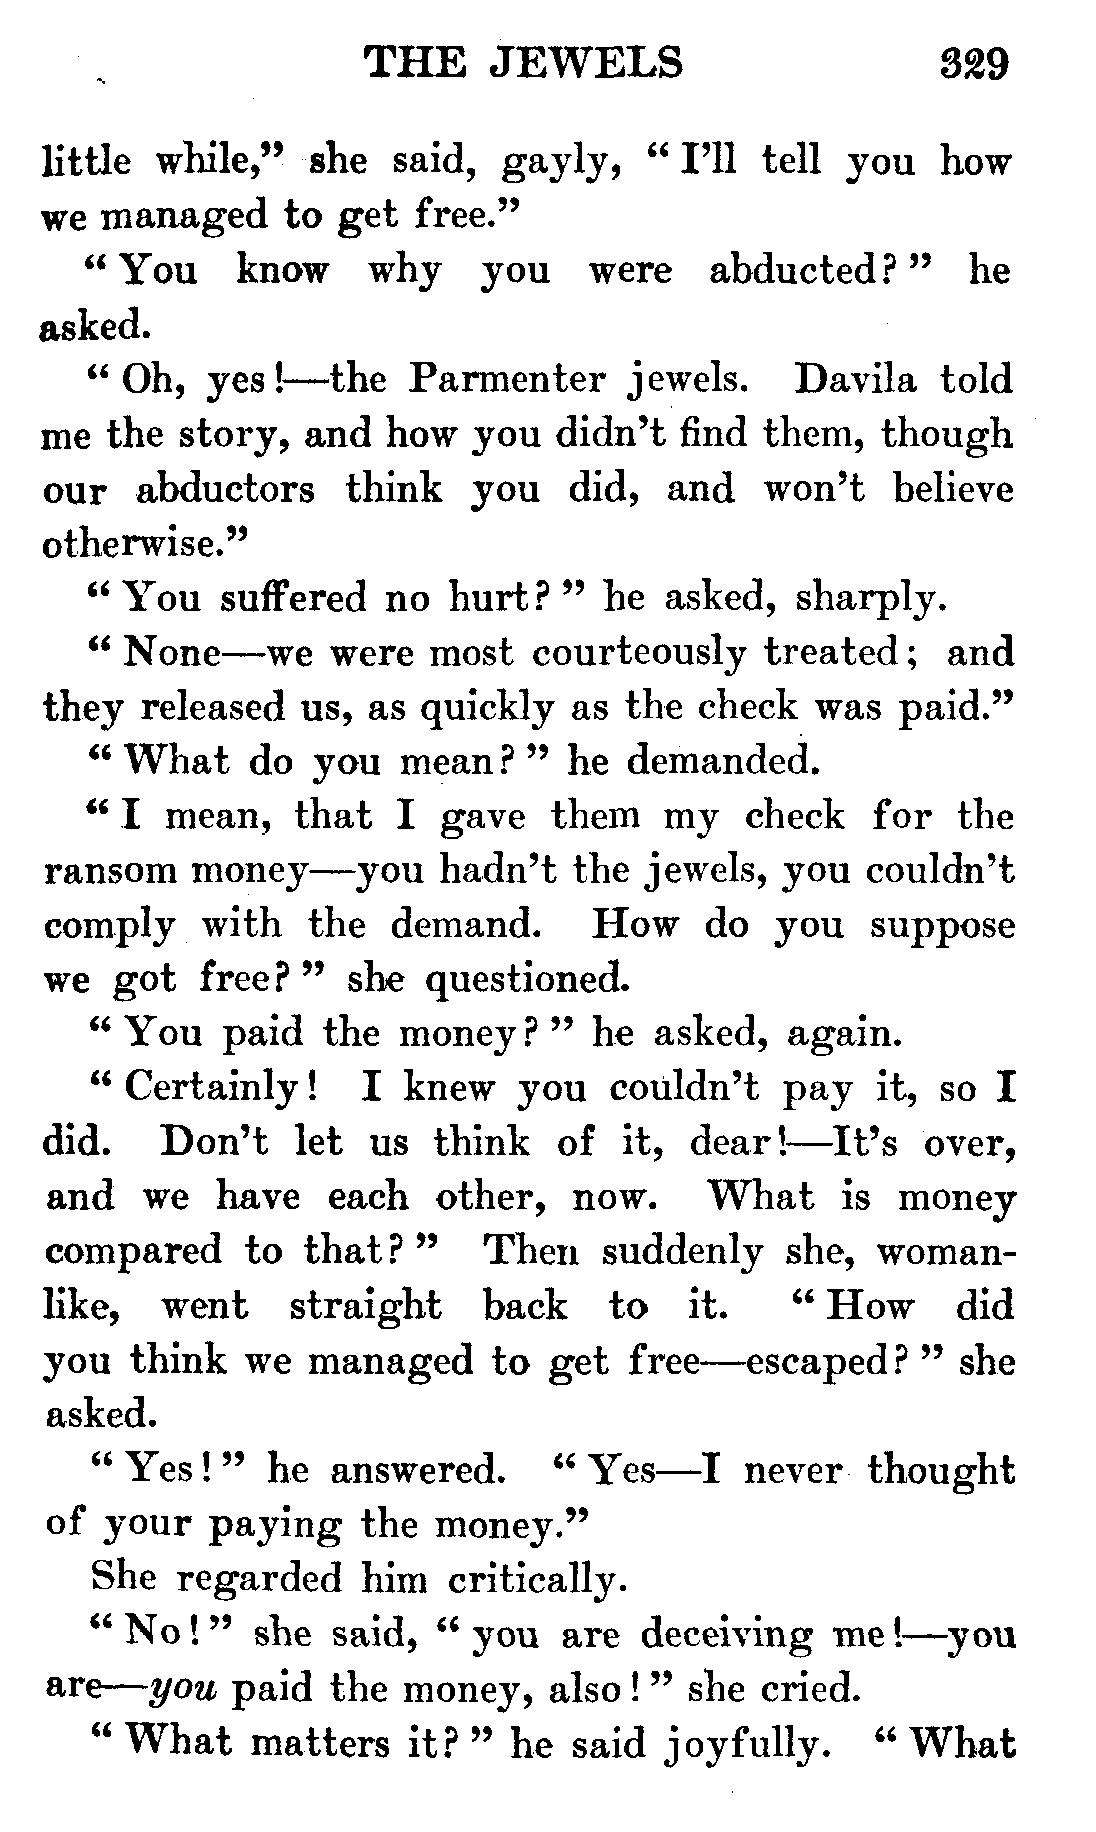 THE JEWELS 329
little while,” she said, gayly, “ I’ll tell you how
we managed to get free.”
“ You know why you were abducted? ” he
asked.
“ Oh, yes!—the Parmenter jewels. Davila told
me the story, and how you didn’t find them, though
our abductors think you did, and won’t believe
otherwise.”
“ You suffered no hurt? ” he asked, sharply.
“ None—we were most courteously treated; and
they released us, as quickly as the check was paid.”
“ What do you mean? ” he demanded.
“ I mean, that I gave them my check for the
ransom money—you hadn’t the jewels, you couldn’t
comply with the demand. How do you suppose
we got free? ” she questioned.
“ You paid the money? ” he asked, again.
“ Certainly! I knew you couldn’t pay it, so I
did. Don’t let us think of it, dear!—It’s over,
and we have each other, now. What is money
compared to that? ” Then suddenly she, woman-
like, went straight back to it. “ How did
you think we managed to get free—escaped? ” she
asked.
“ Yes! ” he answered. “ Yes—I never thought
of your paying the money.”
She regarded him critically.
“ No! ” she said, “ you are deceiving me!—you
are—you paid the money, also! ” she cried.
“ What matters it? ” he said joyfully. “ What